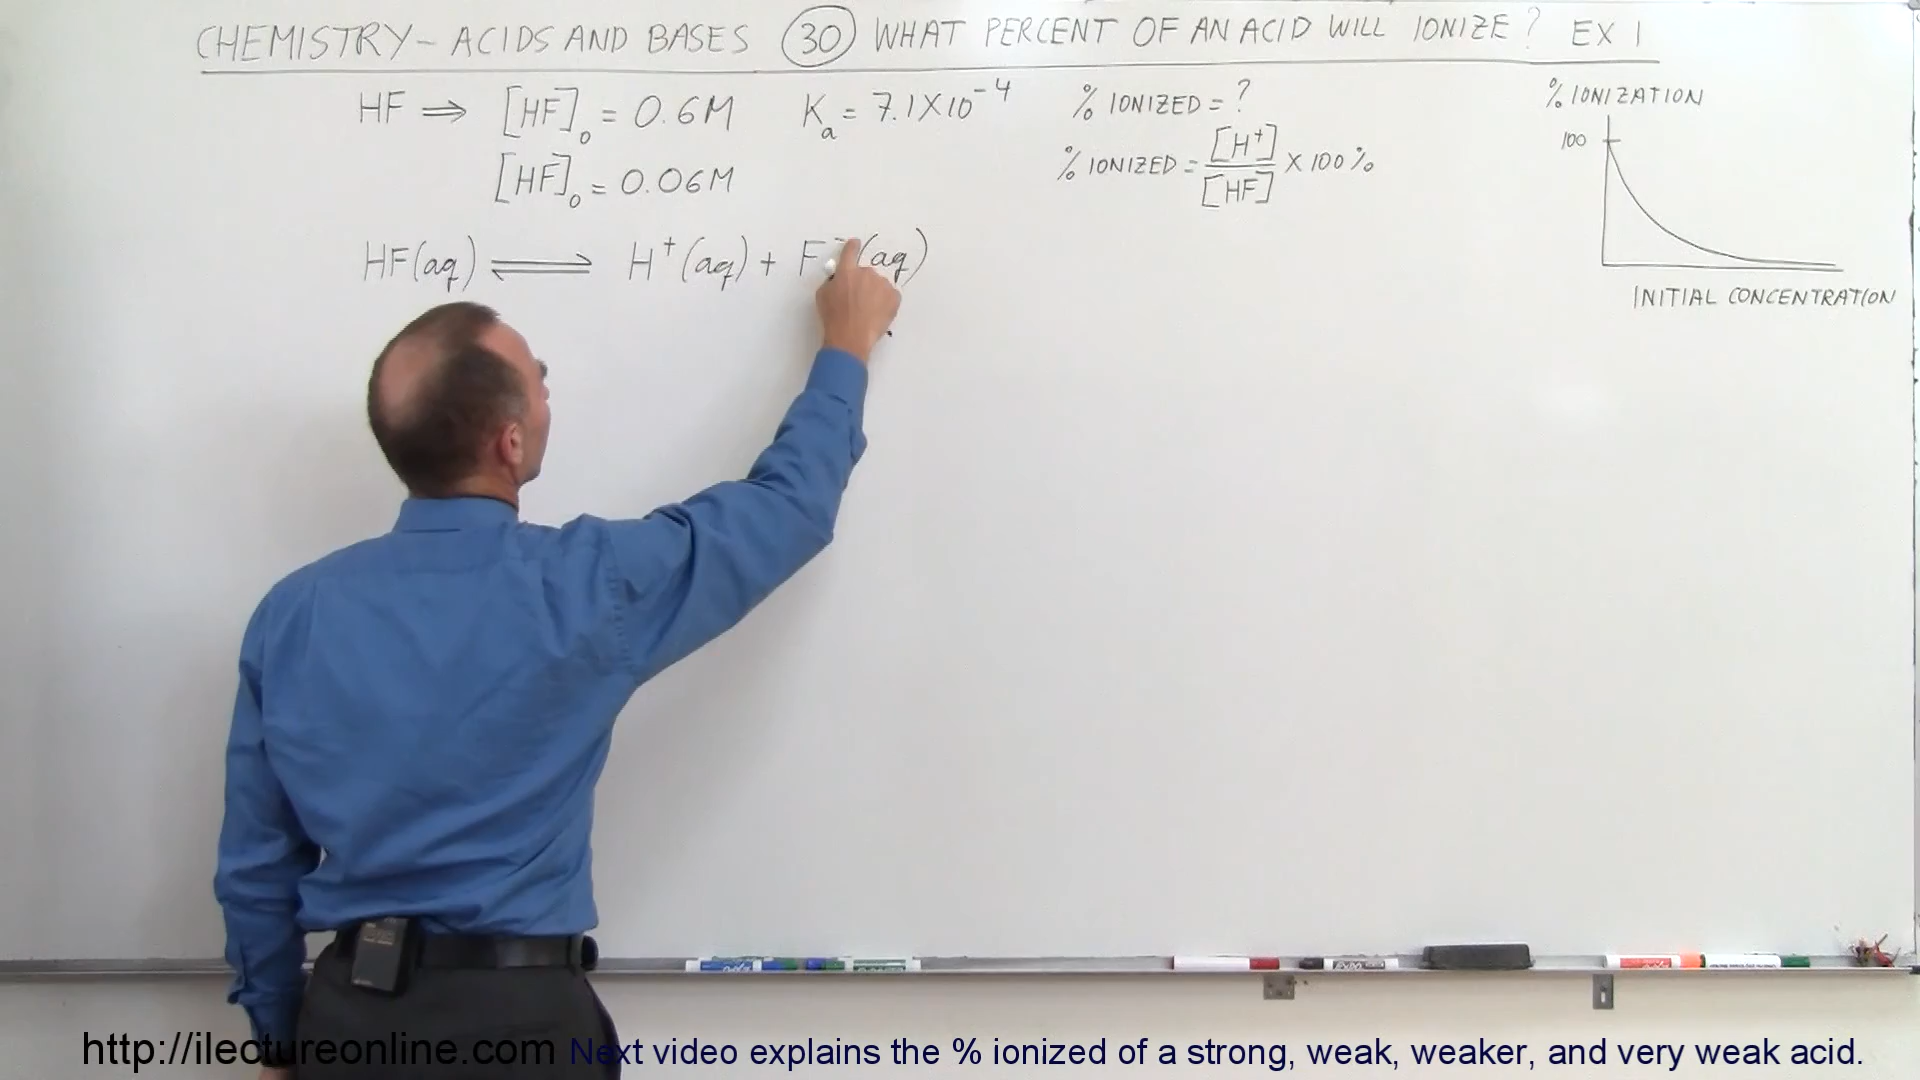 CHEMISTRY – ACIDS AND BASES 30 WHAT PERCENT OF AN ACID WILL IONIZE? EX 1
HF ⇒ [HF]₀ = 0.6M Kₐ = 7.1X10⁻⁴ % IONIZED = ?
[HF]₀ = 0.06M % IONIZED = [H⁺]/[HF] X 100%
HF(aq) ⇌ H⁺(aq) + F⁻(aq)
% IONIZATION
100
INITIAL CONCENTRATION
EXPO
http://ilectureonline.com Next video explains the % ionized of a strong, weak, weaker, and very weak acid.